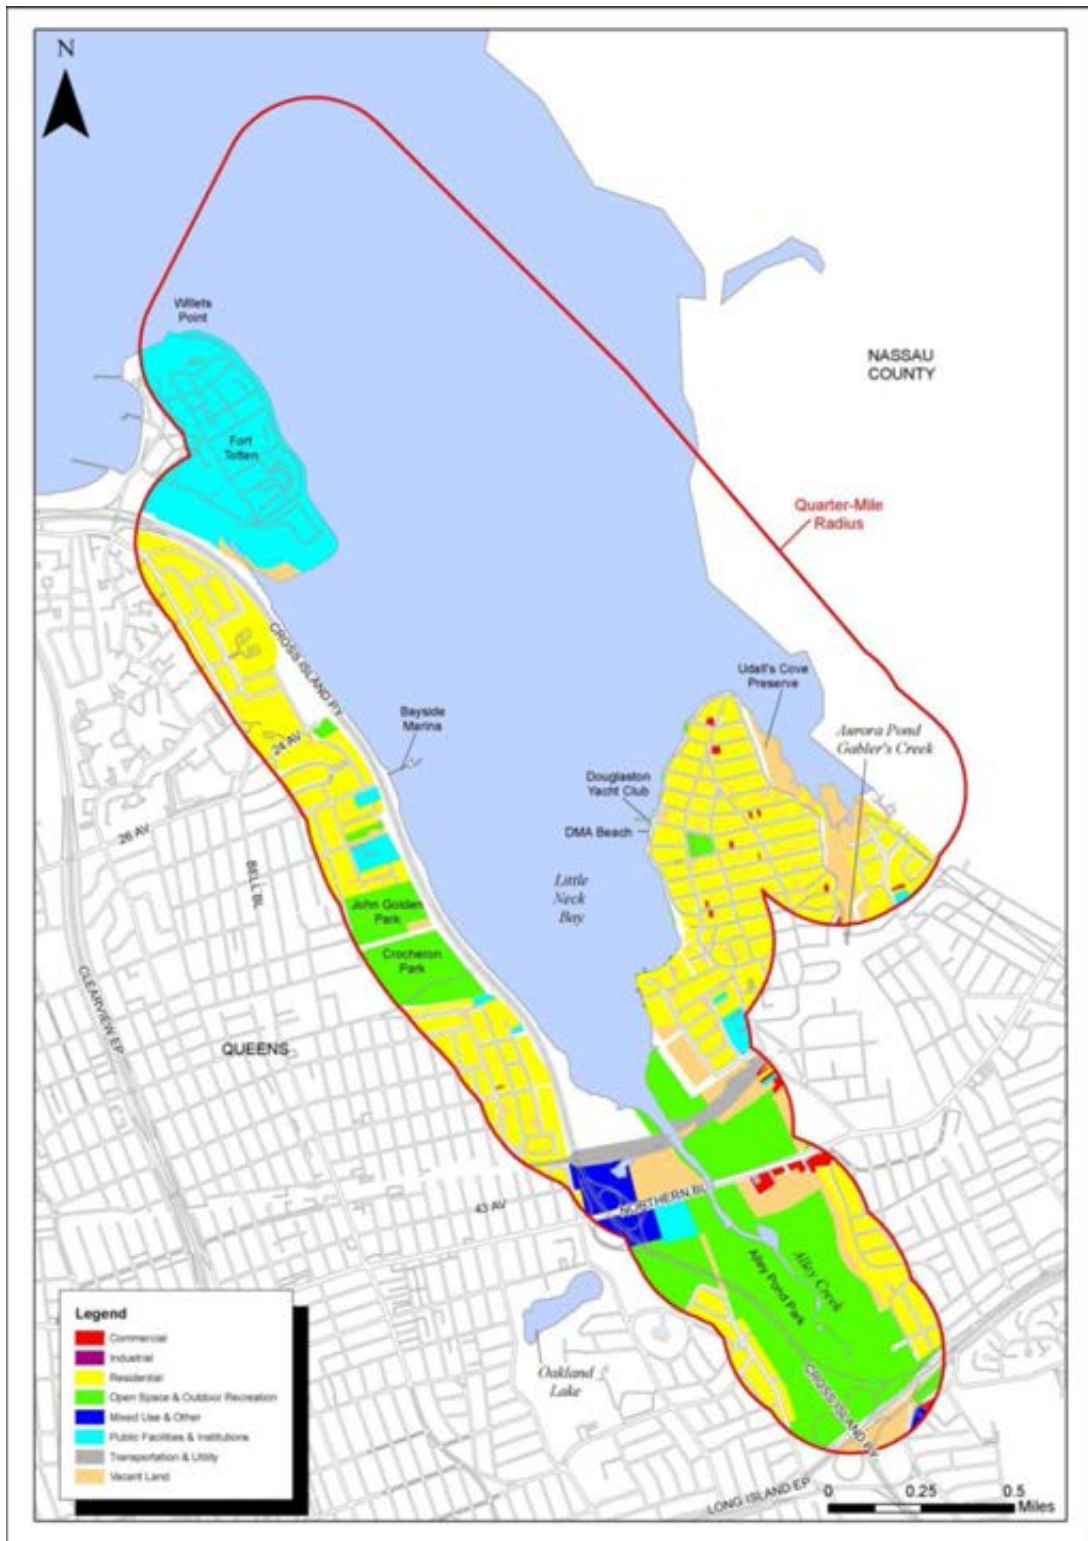 N
Willets
Point
NASSAU
COUNTY
Fort
Totten
Quarter-Mile
Radius
CROSS ISLAND PY
Udall's Cove
Preserve
Bayside
Marina
Aurora Pond
Gabler's Creek
24 AV
Douglaston
Yacht Club
26 AV
DMA Beach
BELL BL
Little
Neck
Bay
John Golden
Park
Crocheron
Park
CLEARVIEW EP
QUEENS
43 AV
NORTHERN BL
Alley Creek
Alley Pond Park
Oakland
Lake
CROSS ISLAND PY
LONG ISLAND EP
Legend
Commercial
Industrial
Residential
Open Space & Outdoor Recreation
Mixed Use & Other
Public Facilities & Institutions
Transportation & Utility
Vacant Land
0 0.25 0.5
Miles